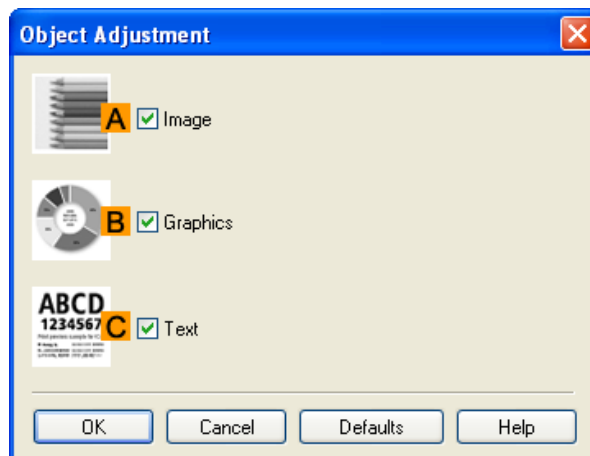 Object Adjustment
A Image
B Graphics
ABCD
1234567
C Text
OK Cancel Defaults Help